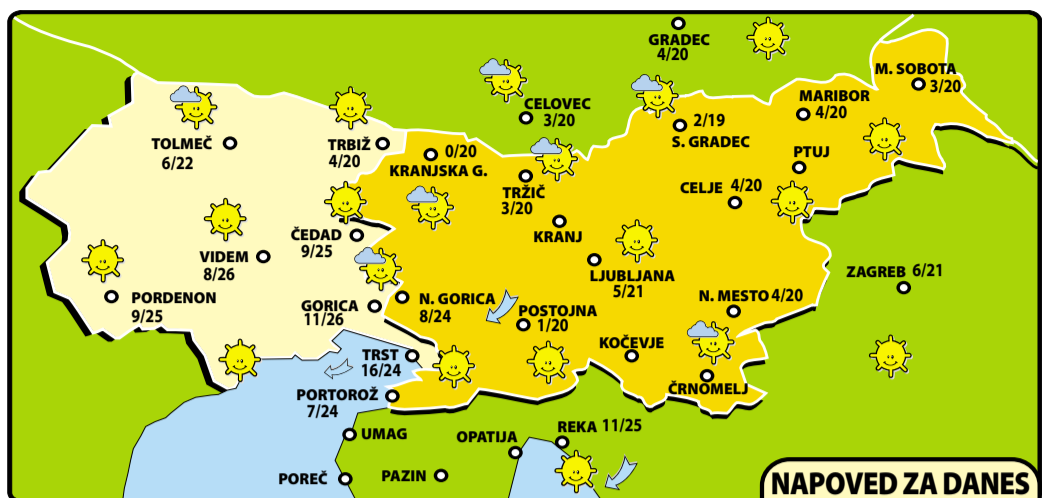 GRADEC
4/20
M. SOBOTA
3/20
MARIBOR
4/20
CELOVEC
3/20
2/19
S. GRADEC
TOLMEČ
6/22
TRBIŽ
4/20
0/20
KRANJSKA G.
PTUJ
TRŽIČ
3/20
CELJE 4/20
KRANJ
ČEDAD
9/25
VIDEM
8/26
LJUBLJANA
5/21
ZAGREB 6/21
PORDENON
9/25
GORICA
11/26
N. GORICA
8/24
POSTOJNA
1/20
N. MESTO 4/20
KOČEVJE
TRST
16/24
ČRNOMELJ
PORTOROŽ
7/24
UMAG
OPATIJA
REKA 11/25
POREČ
PAZIN
NAPOVED ZA DANES